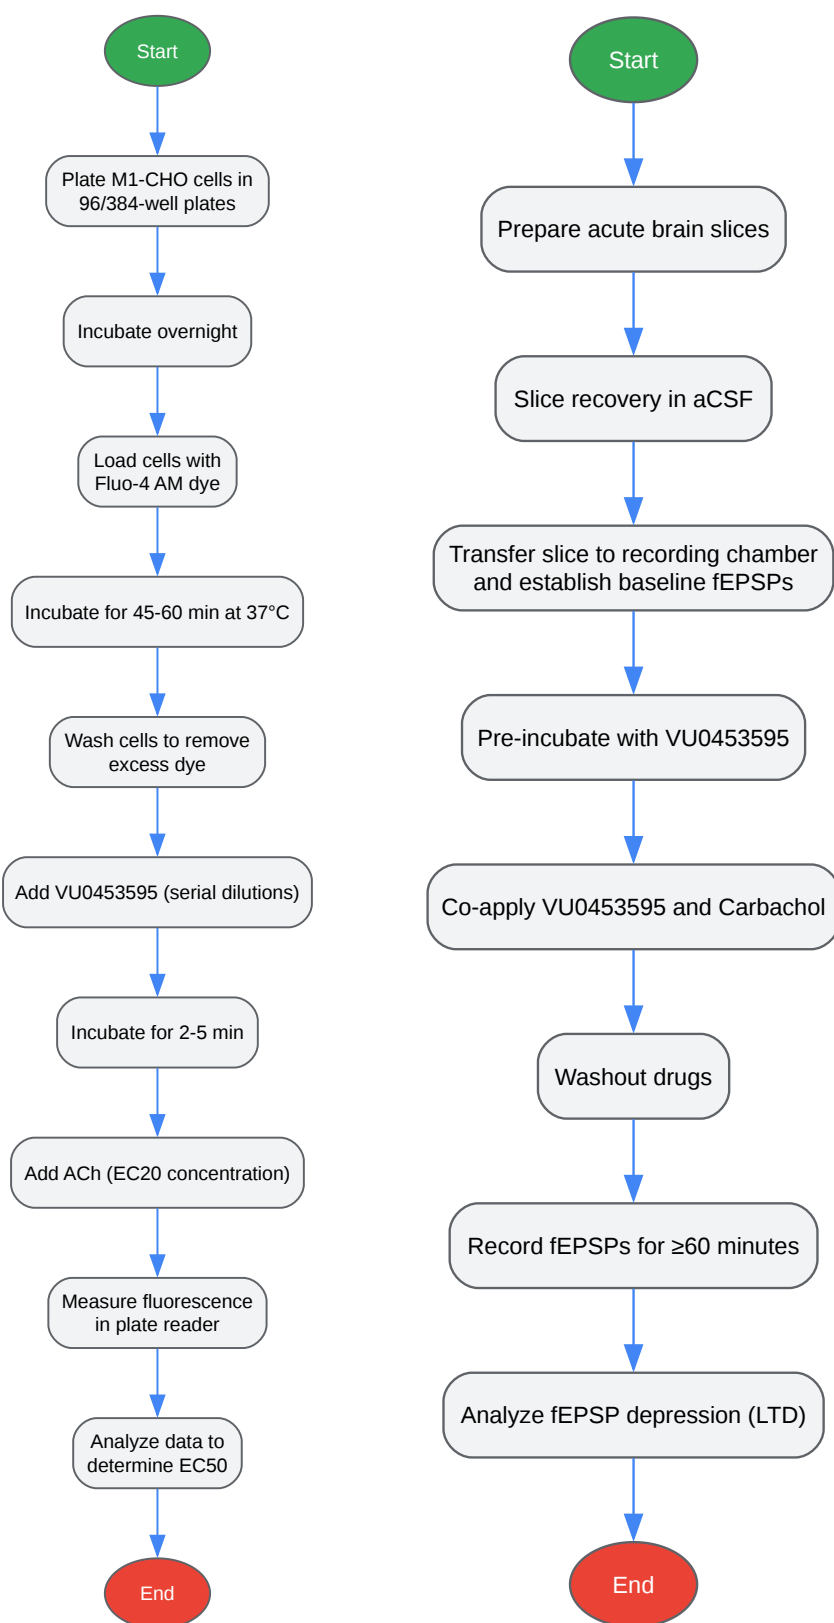 Start
Plate M1-CHO cells in
96/384-well plates
Incubate overnight
Load cells with
Fluo-4 AM dye
Incubate for 45-60 min at 37°C
Wash cells to remove
excess dye
Add VU0453595 (serial dilutions)
Incubate for 2-5 min
Add ACh (EC20 concentration)
Measure fluorescence
in plate reader
Analyze data to
determine EC50
End
Start
Prepare acute brain slices
Slice recovery in aCSF
Transfer slice to recording chamber
and establish baseline fEPSPs
Pre-incubate with VU0453595
Co-apply VU0453595 and Carbachol
Washout drugs
Record fEPSPs for ≥60 minutes
Analyze fEPSP depression (LTD)
End